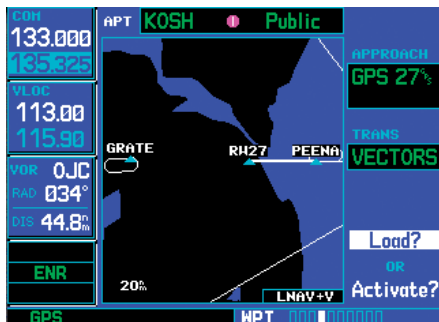 COM
133.000
135.325
VLOC
113.00
115.90
VOR OJC
RAD 034°
DIS 44.8nm
ENR
GPS
APT KOSH Public
GRATE
RW27
PEENA
20nm
LNAV+V
WPT
APPROACH
GPS 27
TRANS
VECTORS
Load?
OR
Activate?